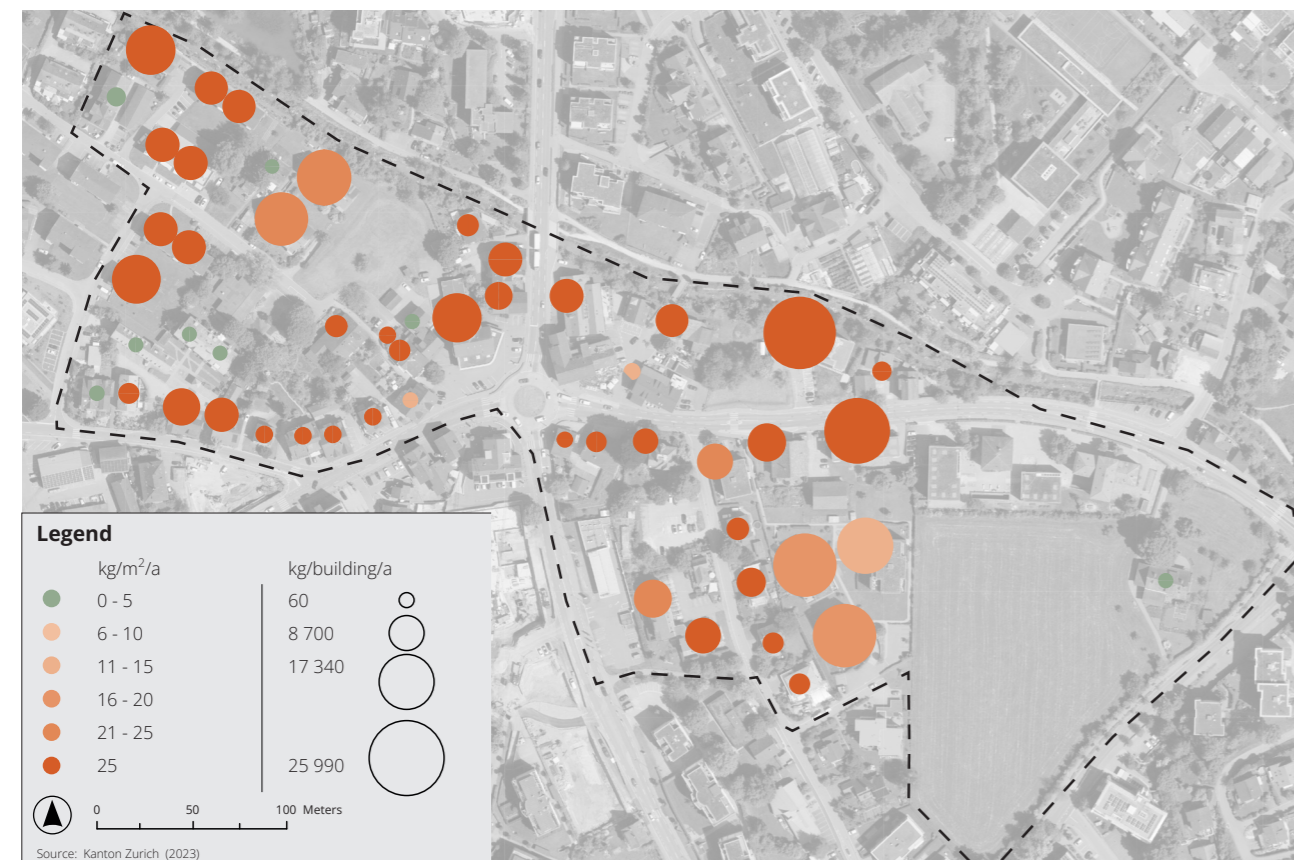 Legend
kg/m²/a
kg/building/a
0 - 5
60
6 - 10
8 700
11 - 15
17 340
16 - 20
21 - 25
25
25 990
0 50 100 Meters
Source: Kanton Zurich (2023)